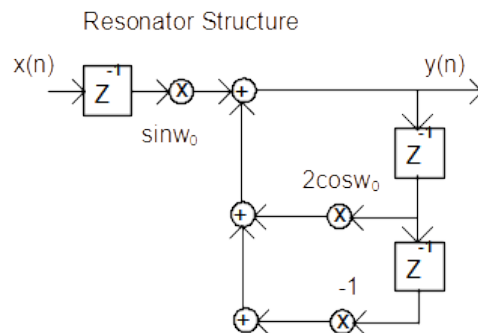 Resonator Structure
x(n)
y(n)
Z⁻¹
X
+
sinw₀
Z⁻¹
2cosw₀
+
X
Z⁻¹
-1
+
X